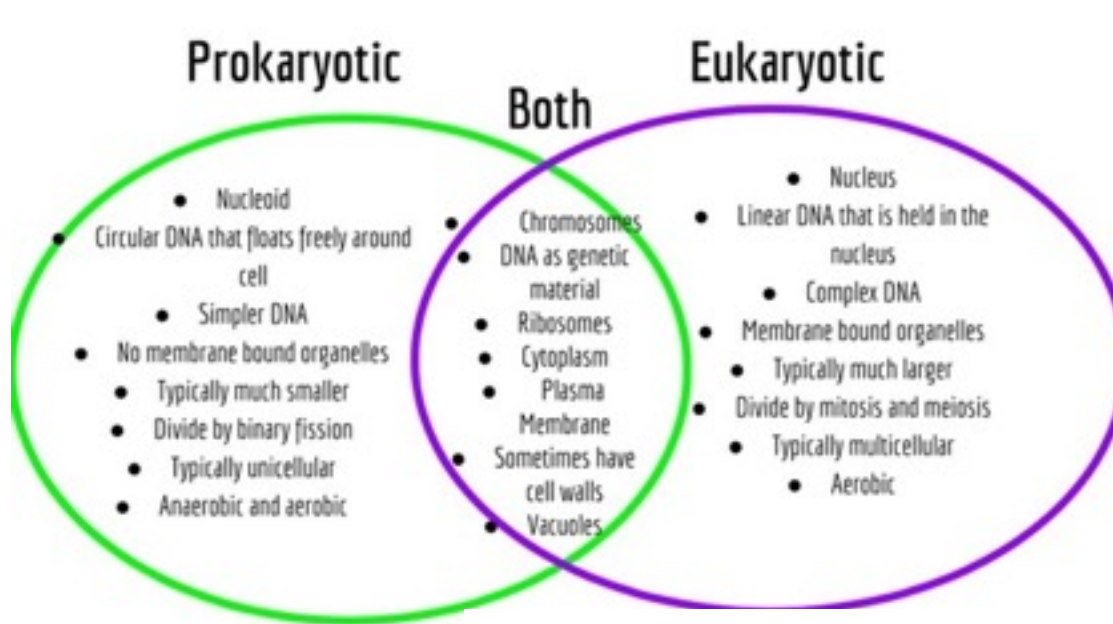 Prokaryotic
Nucleoid
Circular DNA that floats freely around
cell
Simpler DNA
No membrane bound organelles
Typically much smaller
Divide by binary fission
Typically unicellular
Anaerobic and aerobic
Both
Chromosomes
DNA as genetic
material
Ribosomes
Cytoplasm
Plasma
Membrane
Sometimes have
cell walls
Vacuoles
Eukaryotic
Nucleus
Linear DNA that is held in the
nucleus
Complex DNA
Membrane bound organelles
Typically much larger
Divide by mitosis and meiosis
Typically multicellular
Aerobic